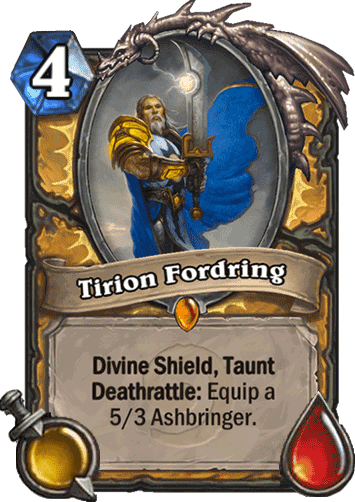 4
Tirion Fordring
Divine Shield, Taunt
Deathrattle: Equip a
5/3 Ashbringer.